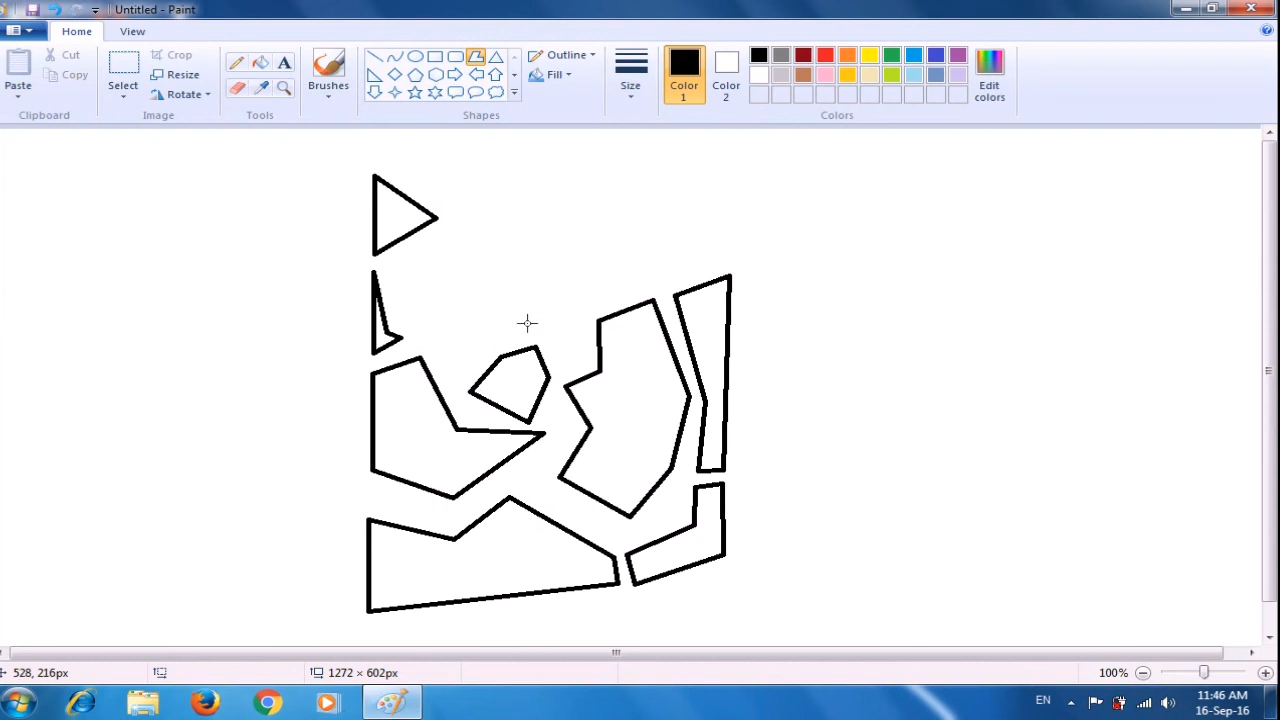 Untitled - Paint
Home View
Paste
Cut
Copy
Clipboard
Select
Crop
Resize
Rotate
Image
A
Tools
Brushes
Outline
Fill
Shapes
Size
Color 1
Color 2
Edit colors
Colors
528, 216px
1272 × 602px
100%
EN
11:46 AM
16-Sep-16